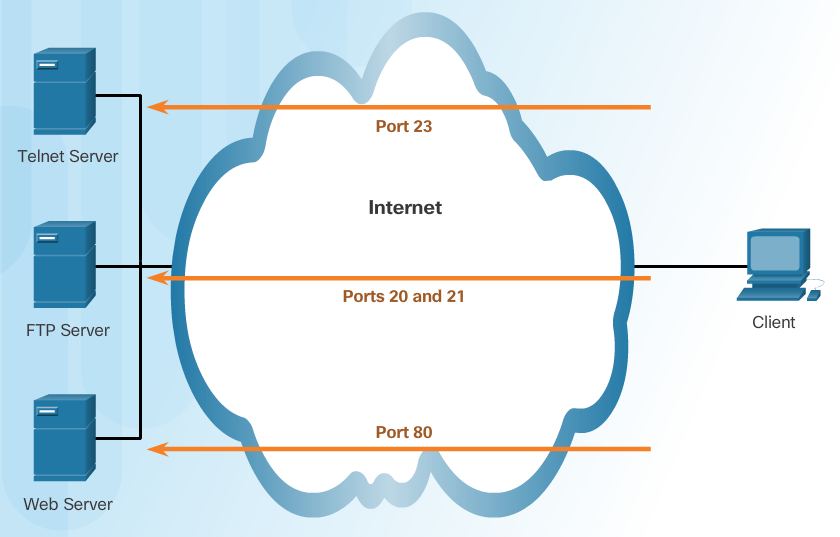 Port 23
Telnet Server
Internet
Ports 20 and 21
Client
FTP Server
Port 80
Web Server